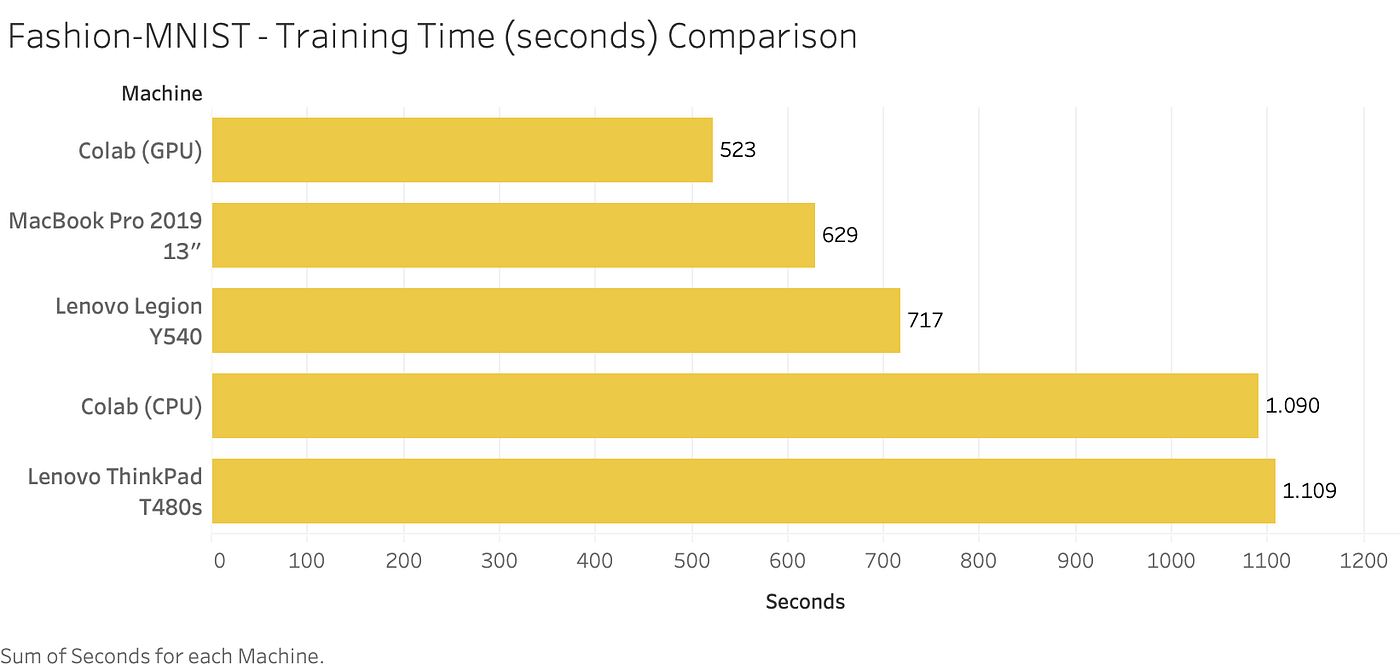 Fashion-MNIST - Training Time (seconds) Comparison
Machine
Colab (GPU)
523
MacBook Pro 2019
13”
629
Lenovo Legion
Y540
717
Colab (CPU)
1.090
Lenovo ThinkPad
T480s
1.109
0 100 200 300 400 500 600 700 800 900 1000 1100 1200
Seconds
Sum of Seconds for each Machine.